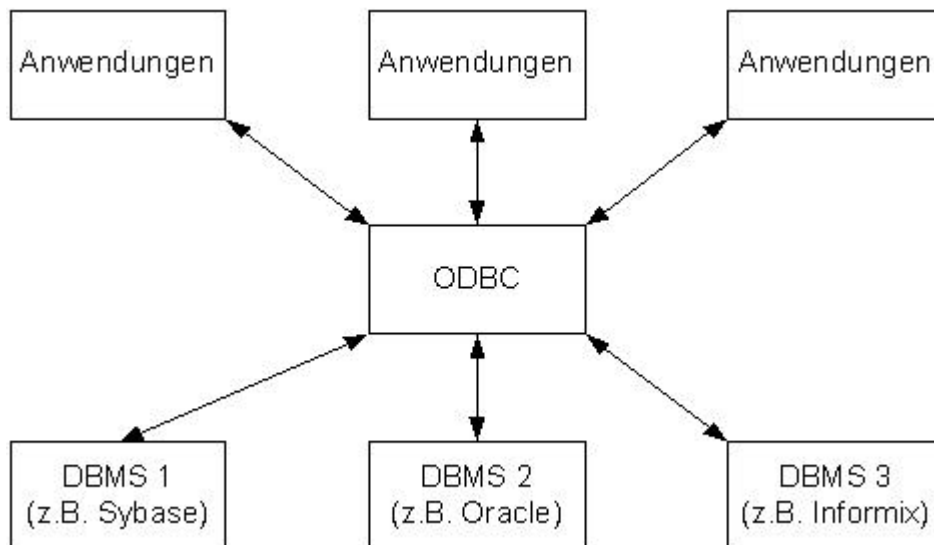 Anwendungen
Anwendungen
Anwendungen
ODBC
DBMS 1
(z.B. Sybase)
DBMS 2
(z.B. Oracle)
DBMS 3
(z.B. Informix)